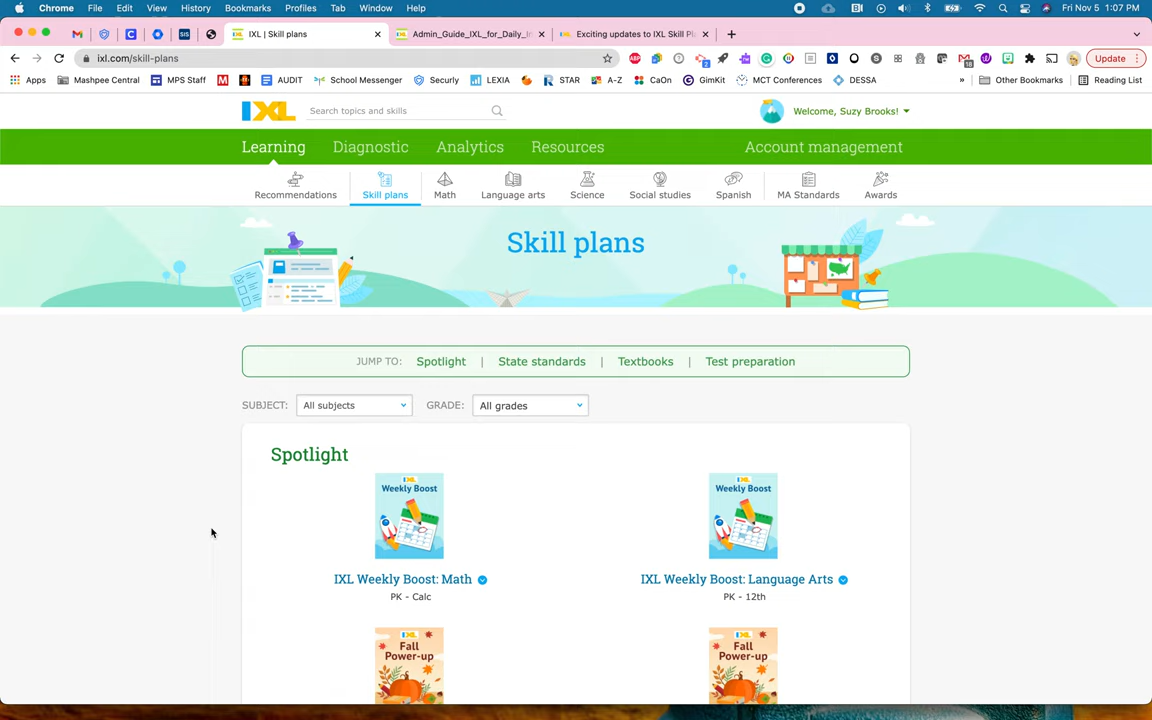 Chrome File Edit View History Bookmarks Profiles Tab Window Help Fri Nov 5 1:07 PM
IXL | Skill plans
Admin_Guide_IXL_for_Daily_In
Exciting updates to IXL Skill Pl
ixl.com/skill-plans
Update
Apps Mashpee Central MPS Staff AUDIT School Messenger Securly LEXIA STAR A-Z CaOn GimKit MCT Conferences DESSA » Other Bookmarks Reading List
IXL Search topics and skills Welcome, Suzy Brooks!
Learning Diagnostic Analytics Resources Account management
Recommendations Skill plans Math Language arts Science Social studies Spanish MA Standards Awards
Skill plans
JUMP TO: Spotlight | State standards | Textbooks | Test preparation
SUBJECT: All subjects GRADE: All grades
Spotlight
IXL
Weekly Boost
IXL
Weekly Boost
IXL Weekly Boost: Math
PK - Calc
IXL Weekly Boost: Language Arts
PK - 12th
IXL
Fall
Power-up
IXL
Fall
Power-up